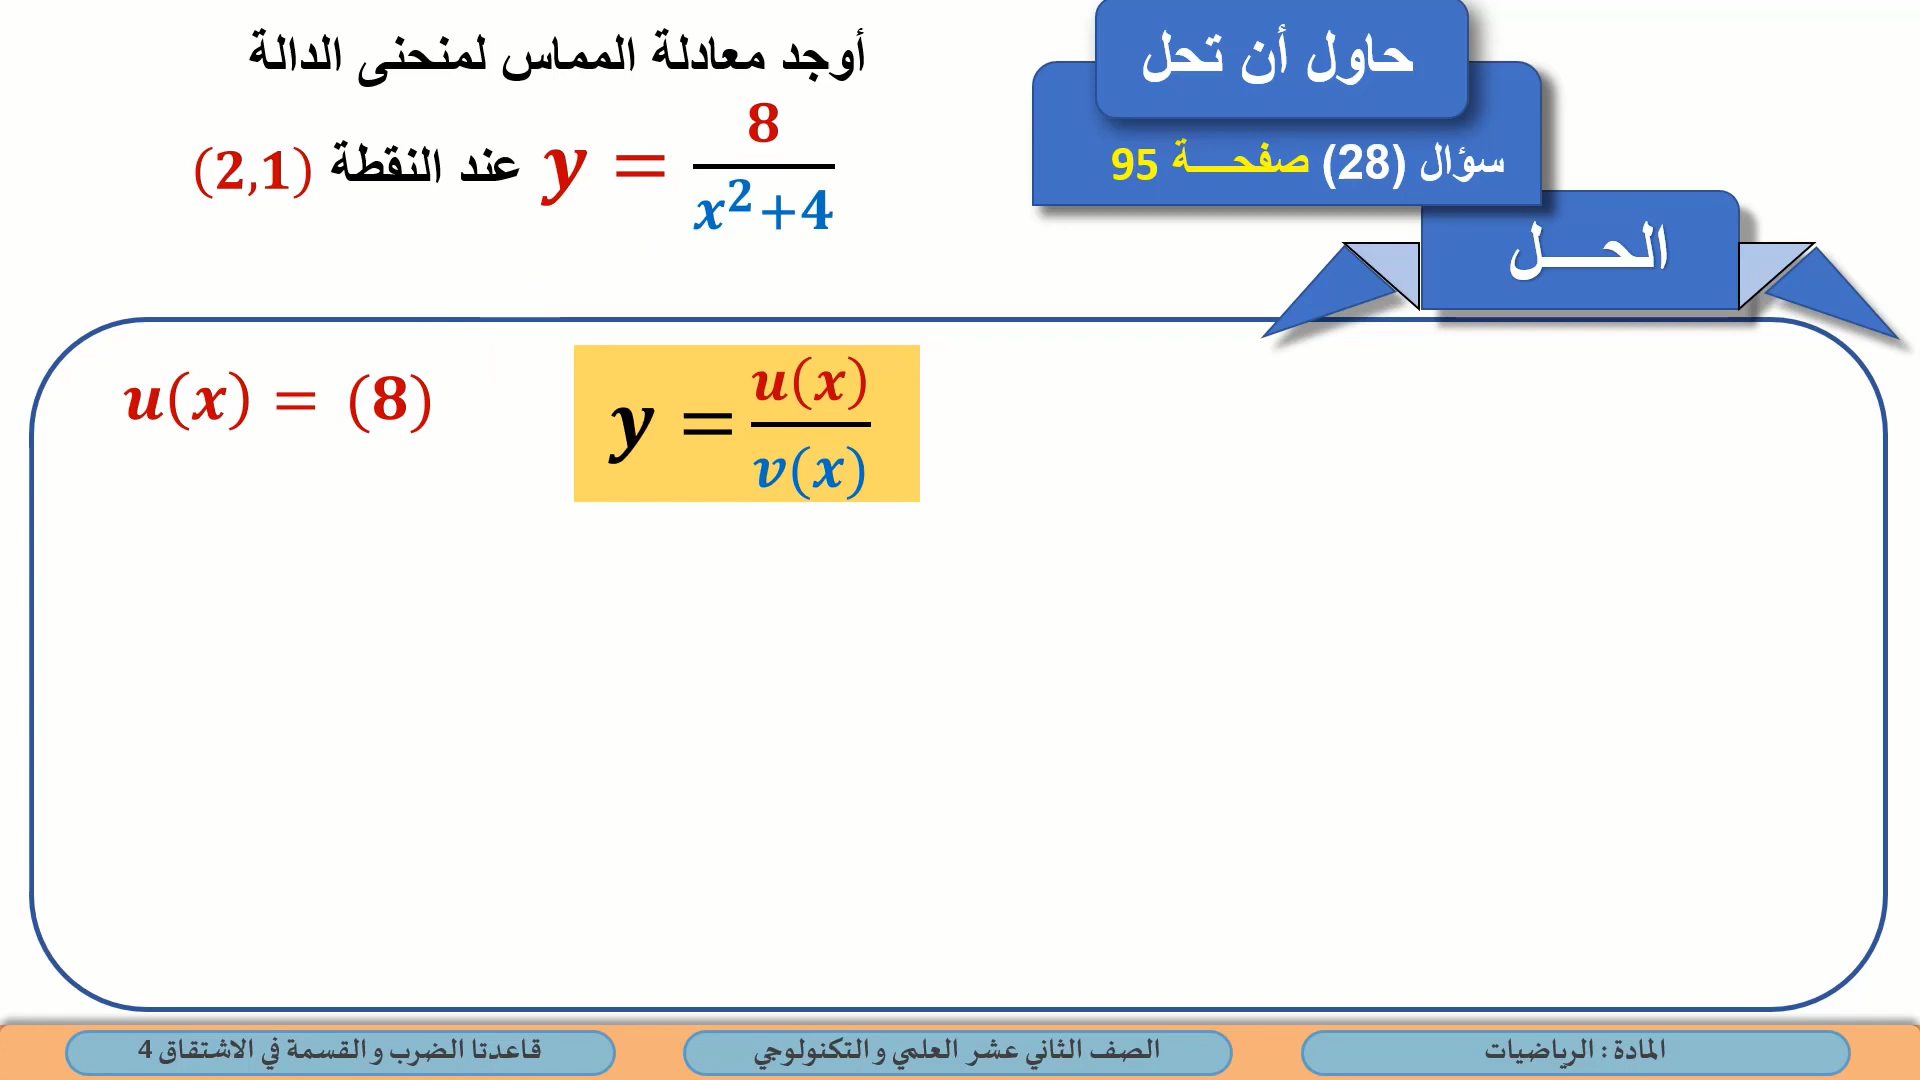 حاول أن تحل
سؤال (28) صفحـــة 95
أوجد معادلة المماس لمنحنى الدالة
y = 8/(x²+4) عند النقطة (2,1)
الحـــــل
u(x) = (8)
y = u(x)/v(x)
المادة : الرياضيات
الصف الثاني عشر العلمي و التكنولوجي
قاعدتا الضرب و القسمة في الاشتقاق 4